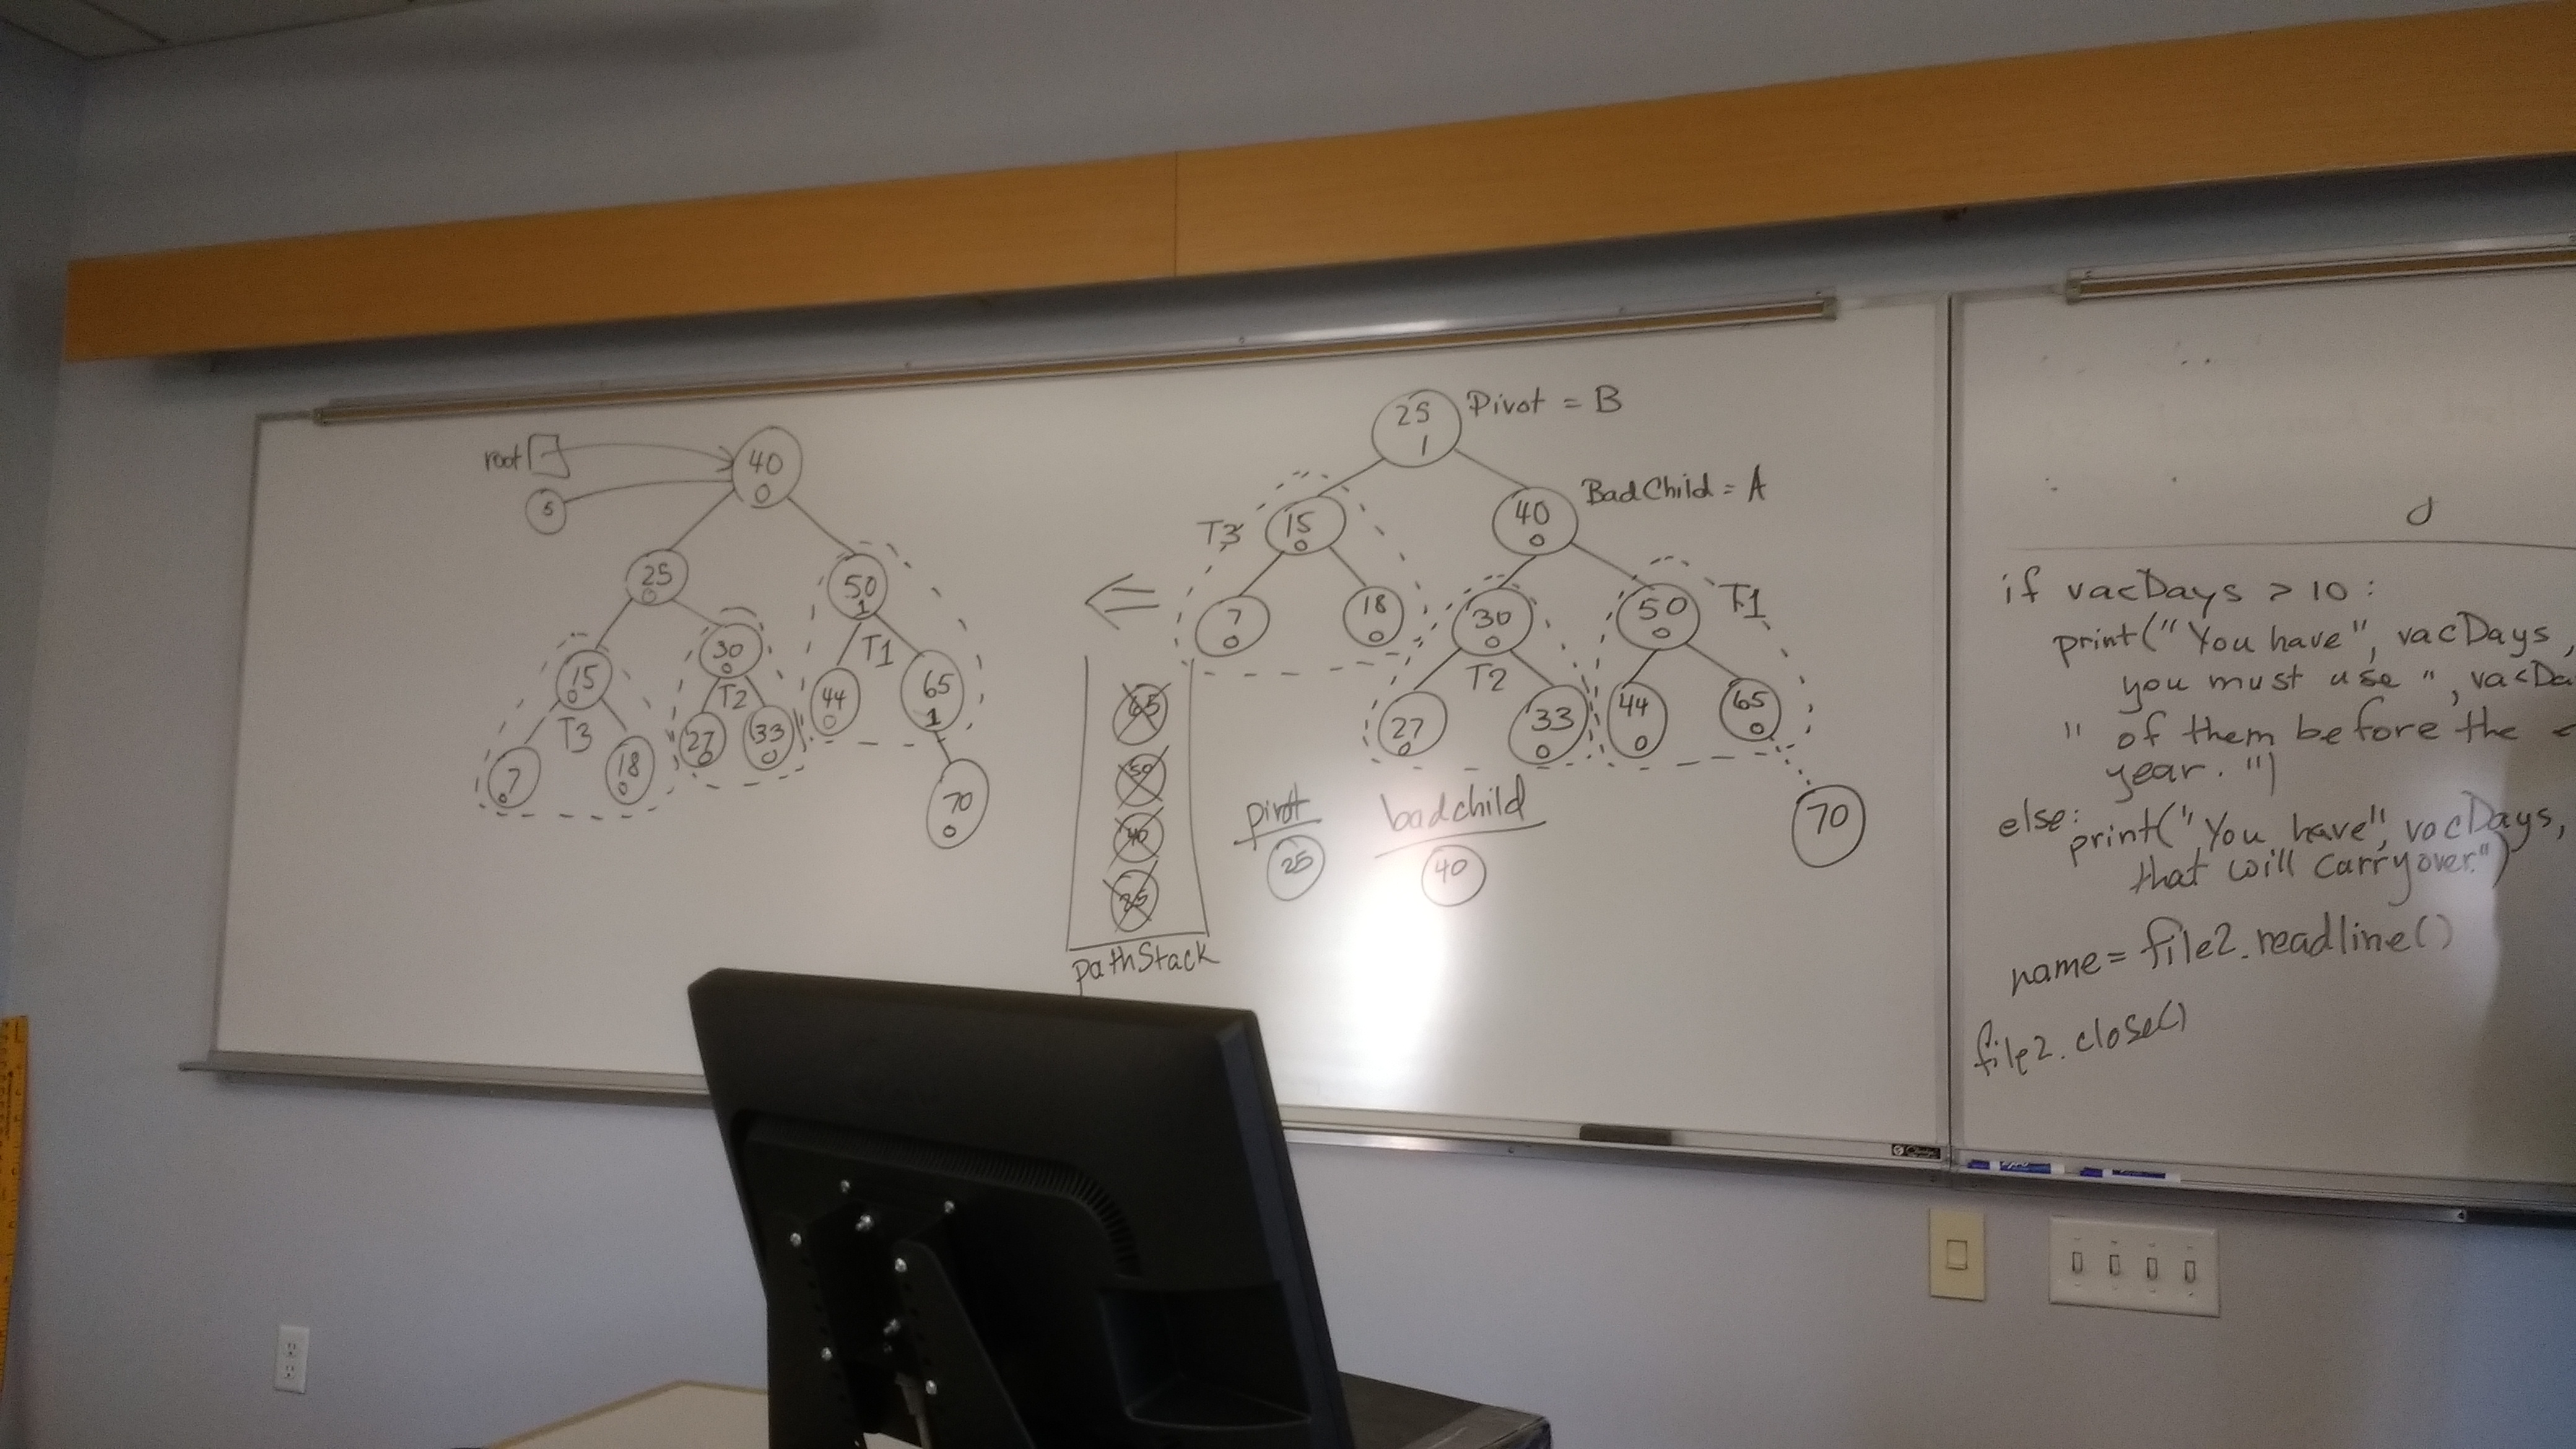 root
5
40
0
25
0
50
1
15
0
30
0
T1
44
0
65
1
T3
T2
7
0
18
0
27
0
33
0
70
0
25
1
Pivot = B
BadChild = A
T3
15
0
40
0
7
0
18
0
30
0
50
0
T1
T2
27
0
33
0
44
0
65
0
70
65
50
40
25
pathStack
pivot
25
badchild
40
if vacDays > 10 :
print("You have", vacDays,
you must use ", vacDa
" of them before the e
year. ")
else:
print("You have", vacDays,
that will carryover.")
name = file2.readline()
file2.close()